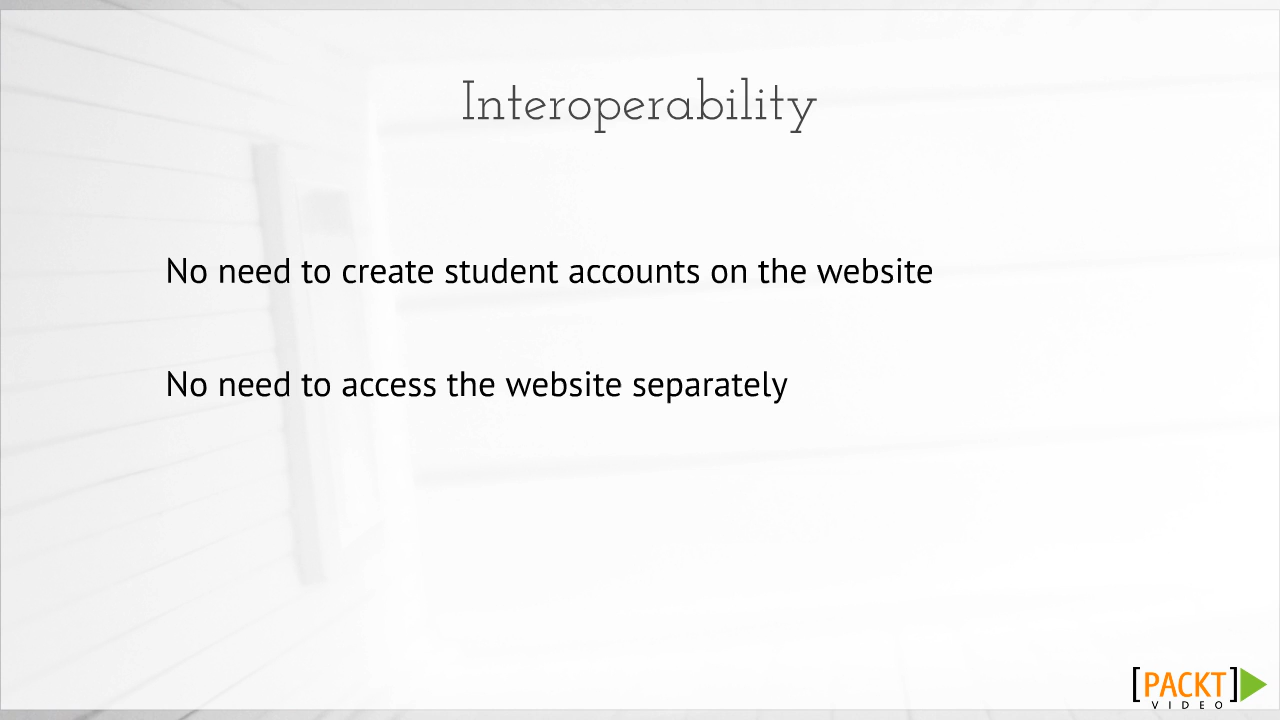 Interoperability
No need to create student accounts on the website
No need to access the website separately
[PACKT]
VIDEO